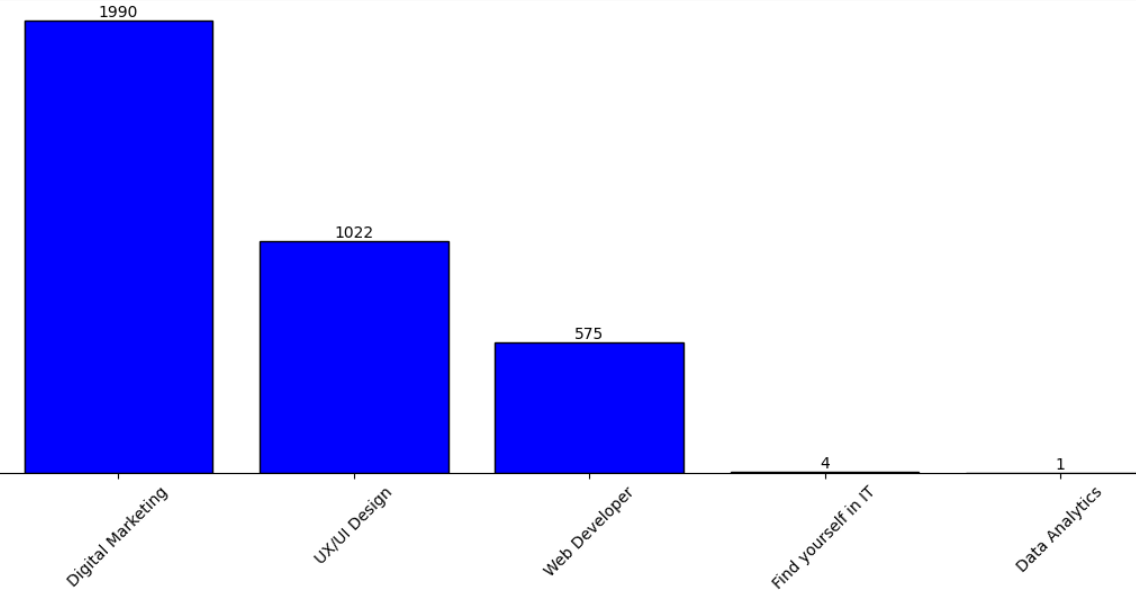 1990
1022
575
4
1
Digital Marketing
UX/UI Design
Web Developer
Find yourself in IT
Data Analytics